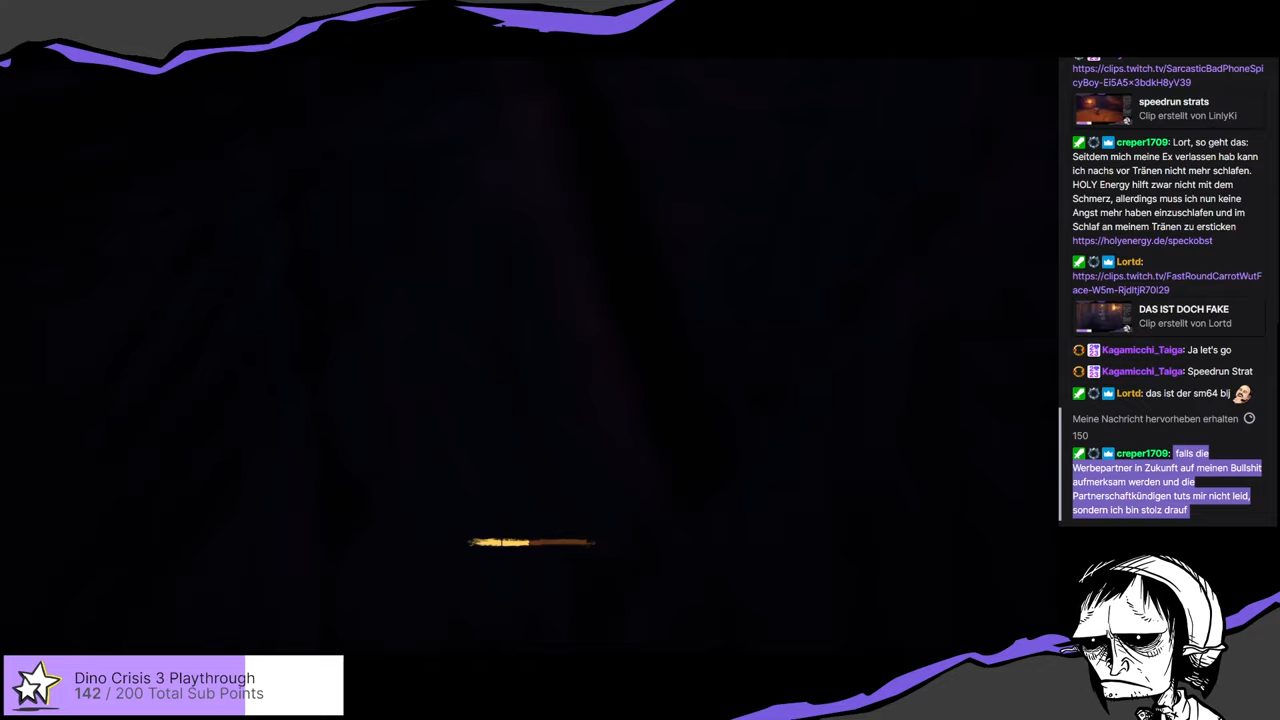 https://clips.twitch.tv/SarcasticBadPhoneSpi
cyBoy-Ei5A5x3bdkH8yV39
speedrun strats
Clip erstellt von LinlyKi
creper1709: Lort, so geht das:
Seitdem mich meine Ex verlassen hab kann
ich nachs vor Tränen nicht mehr schlafen.
HOLY Energy hilft zwar nicht mit dem
Schmerz, allerdings muss ich nun keine
Angst mehr haben einzuschlafen und im
Schlaf an meinem Tränen zu ersticken
https://holyenergy.de/speckobst
Lortd:
https://clips.twitch.tv/FastRoundCarrotWutF
ace-W5m-RjdltjR70l29
DAS IST DOCH FAKE
Clip erstellt von Lortd
Kagamicchi_Taiga: Ja let's go
Kagamicchi_Taiga: Speedrun Strat
Lortd: das ist der sm64 blj
Meine Nachricht hervorheben erhalten
150
creper1709: falls die
Werbepartner in Zukunft auf meinen Bullshit
aufmerksam werden und die
Partnerschaftkündigen tuts mir nicht leid,
sondern ich bin stolz drauf
Dino Crisis 3 Playthrough
142 / 200 Total Sub Points